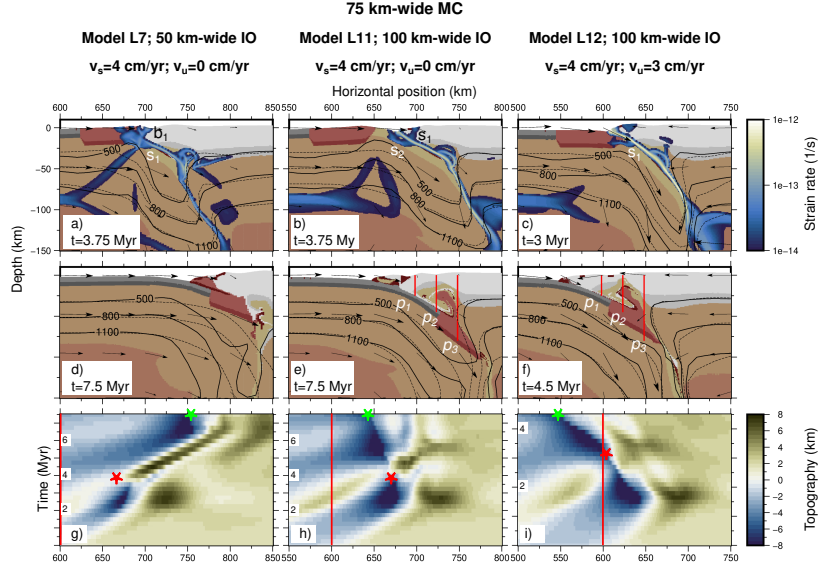 75 km-wide MC
Model L7; 50 km-wide IO
Model L11; 100 km-wide IO
Model L12; 100 km-wide IO
vs=4 cm/yr; vu=0 cm/yr
vs=4 cm/yr; vu=0 cm/yr
vs=4 cm/yr; vu=3 cm/yr
Horizontal position (km)
600 650 700 750 800 850
550 600 650 700 750 800
500 550 600 650 700 750
Depth (km)
0
−50
−100
−150
500
800
1100
b1
s1
a)
t=3.75 Myr
500
800
1100
s1
s2
b)
t=3.75 My
500
800
1100
s1
c)
t=3 Myr
1e−12
1e−13
1e−14
Strain rate (1/s)
500
800
1100
d)
t=7.5 Myr
500
800
1100
p1
p2
p3
e)
t=7.5 Myr
500
800
1100
p1
p2
p3
f)
t=4.5 Myr
Time (Myr)
6
4
2
g)
6
4
2
h)
4
2
i)
8
6
4
2
0
−2
−4
−6
−8
Topography (km)
600 650 700 750 800 850
550 600 650 700 750 800
500 550 600 650 700 750